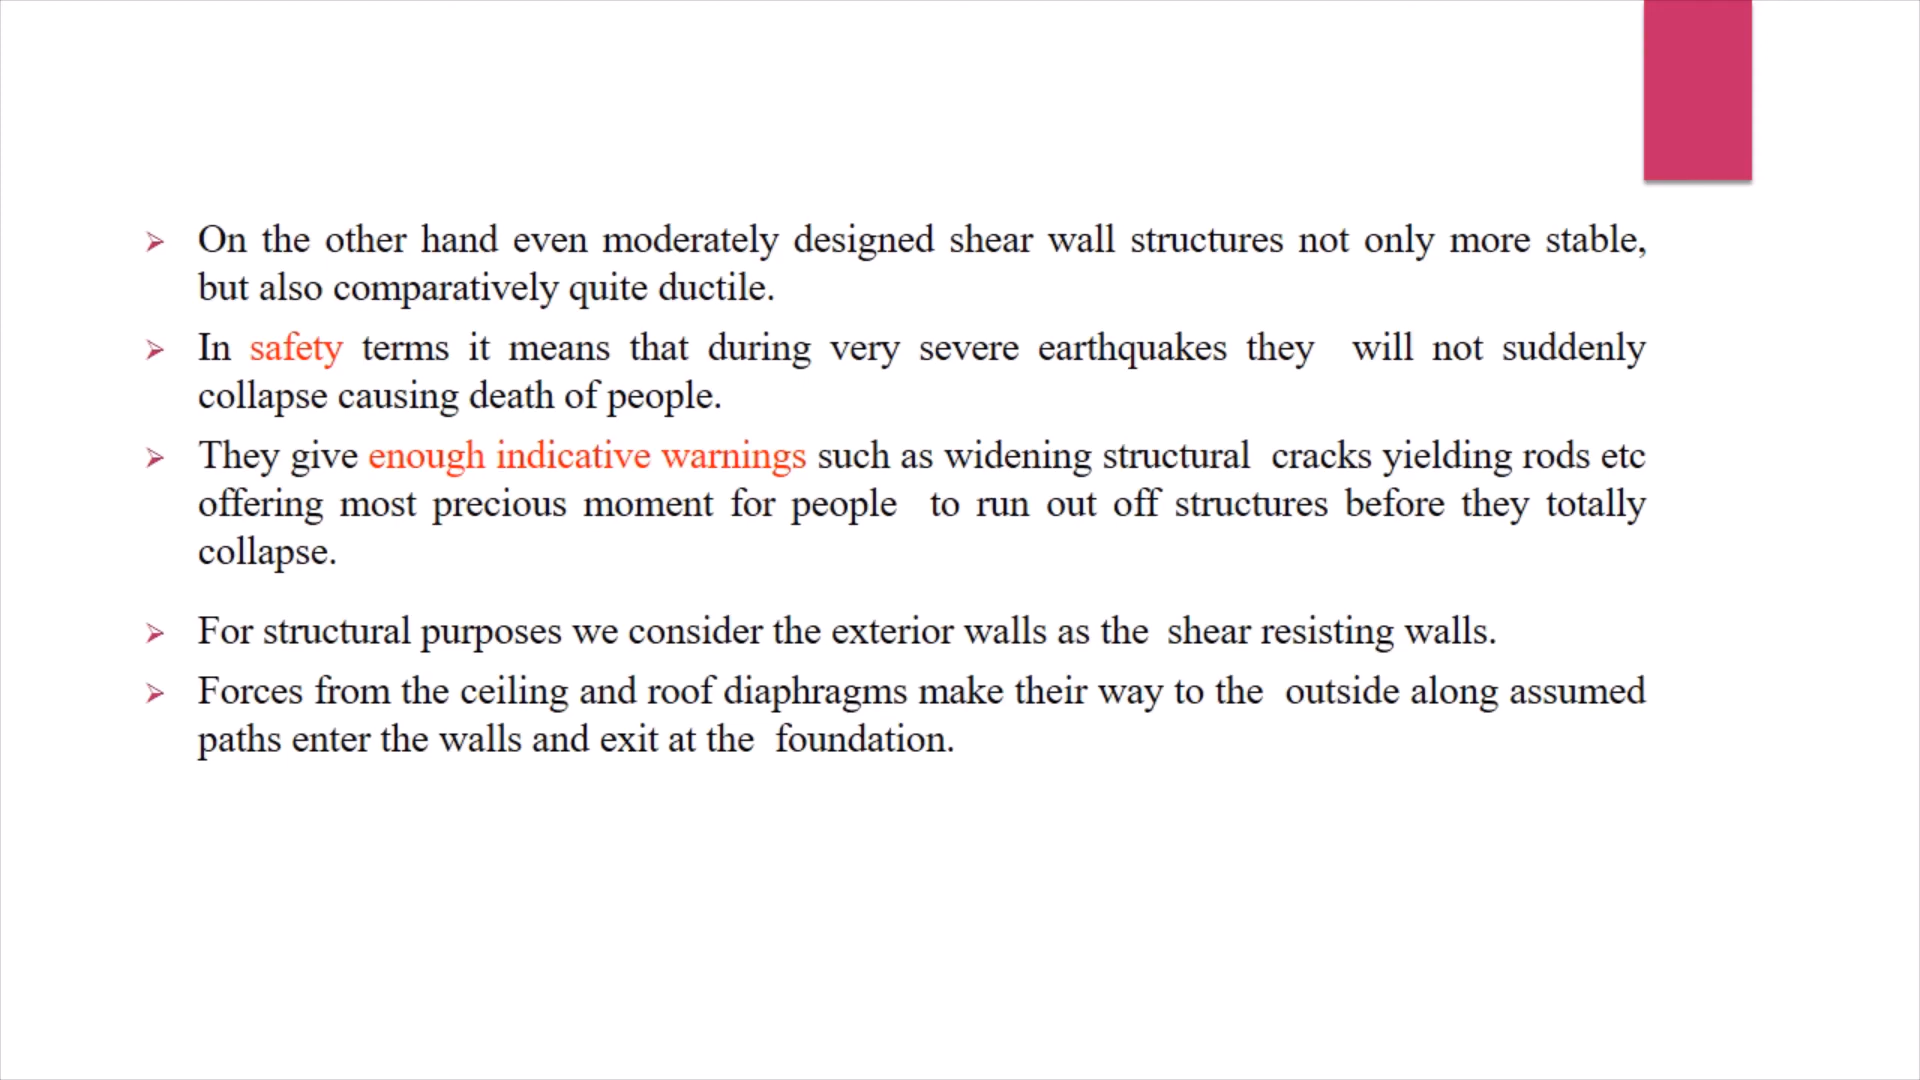 On the other hand even moderately designed shear wall structures not only more stable,
but also comparatively quite ductile.
In safety terms it means that during very severe earthquakes they will not suddenly
collapse causing death of people.
They give enough indicative warnings such as widening structural cracks yielding rods etc
offering most precious moment for people to run out off structures before they totally
collapse.
For structural purposes we consider the exterior walls as the shear resisting walls.
Forces from the ceiling and roof diaphragms make their way to the outside along assumed
paths enter the walls and exit at the foundation.